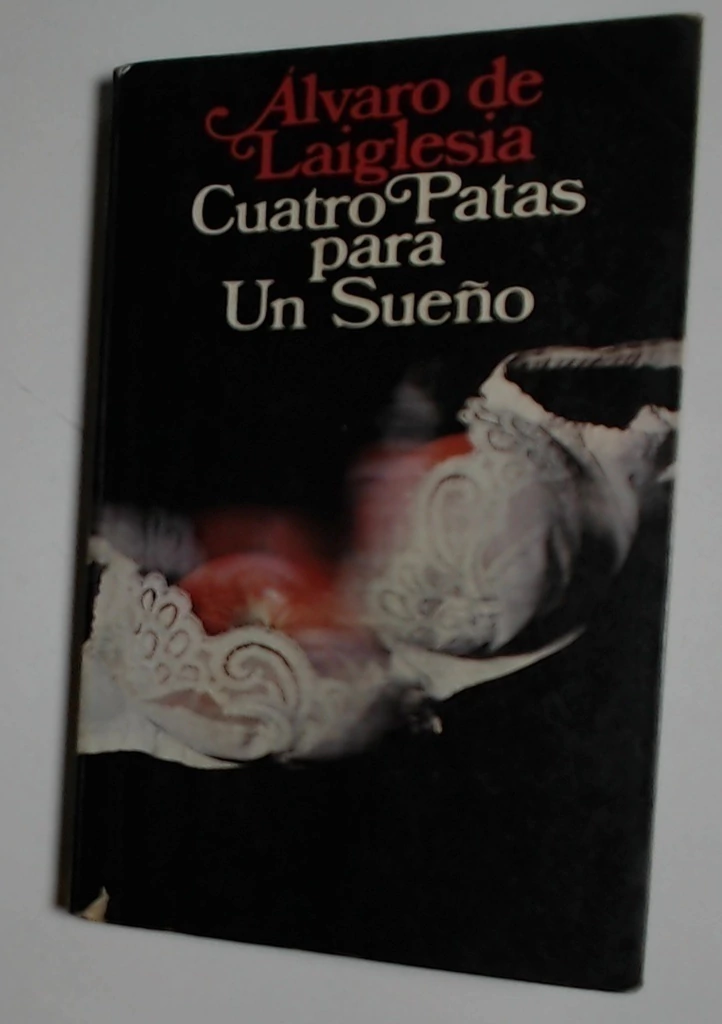 Álvaro de
Laiglesia
Cuatro Patas
para
Un Sueño